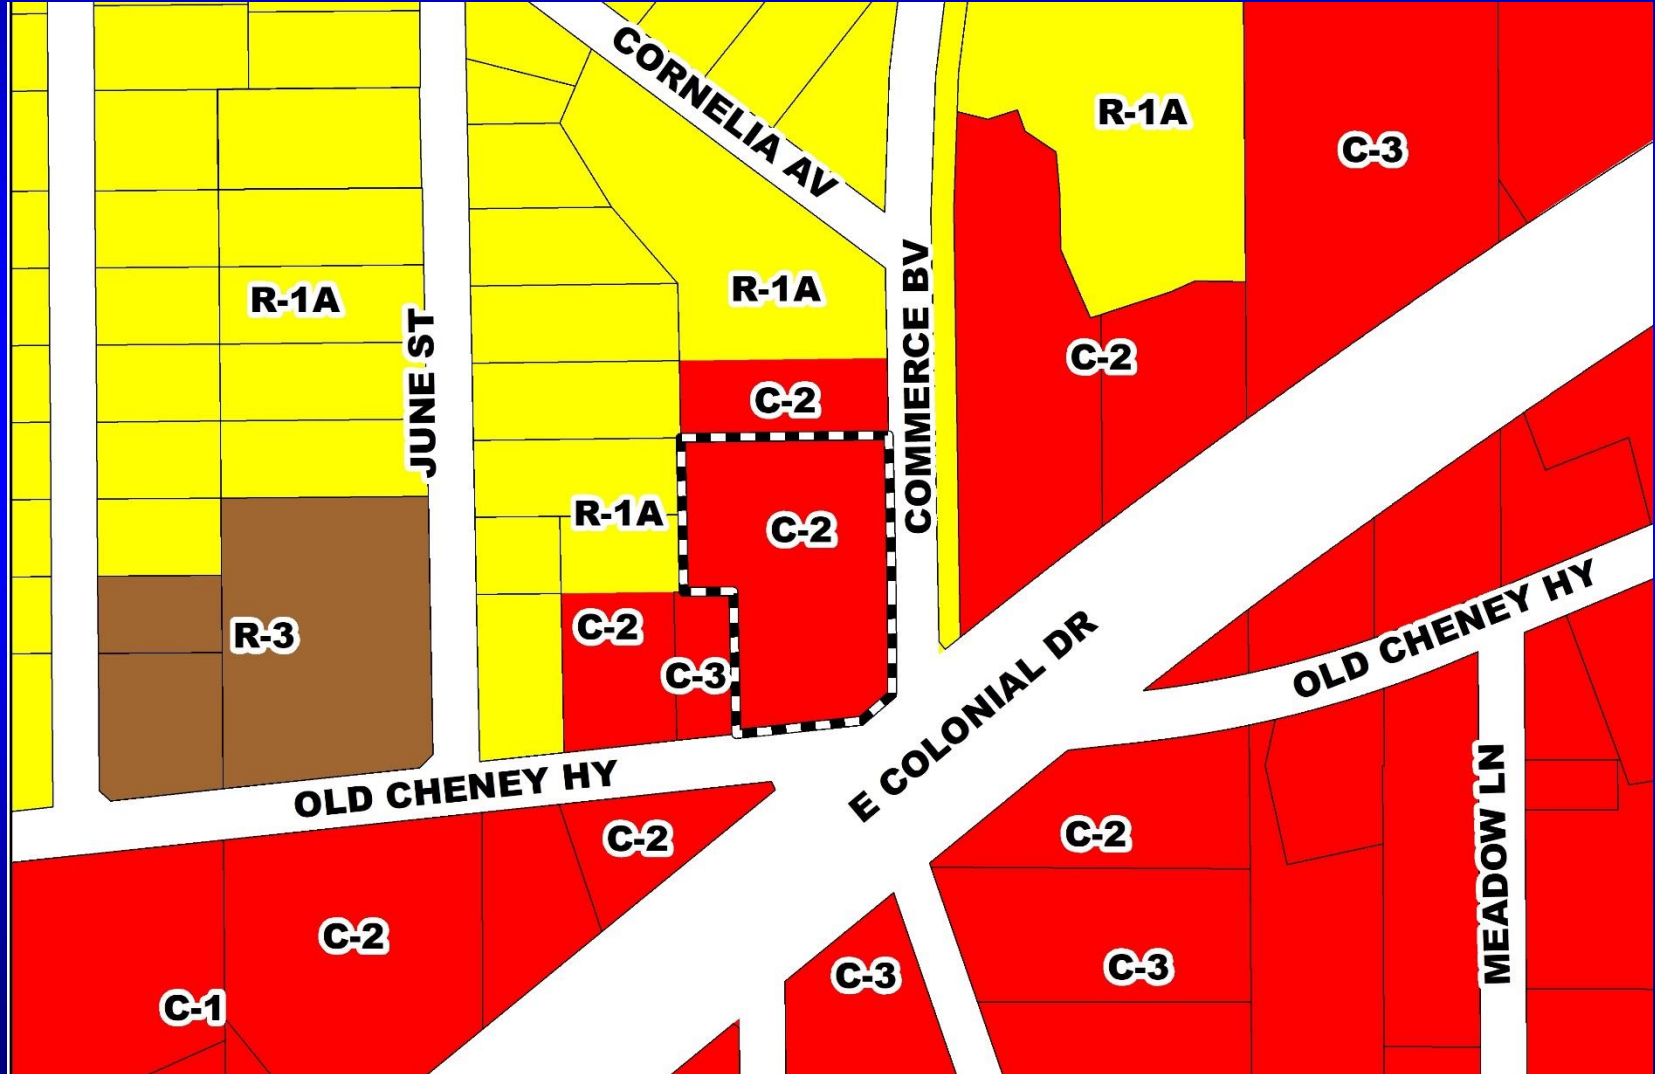 CORNELIA AV
R-1A
C-3
R-1A
R-1A
JUNE ST
COMMERCE BV
C-2
C-2
R-1A
C-2
C-2
R-3
C-3
OLD CHENEY HY
E COLONIAL DR
OLD CHENEY HY
C-2
C-2
MEADOW LN
C-2
C-3
C-3
C-1